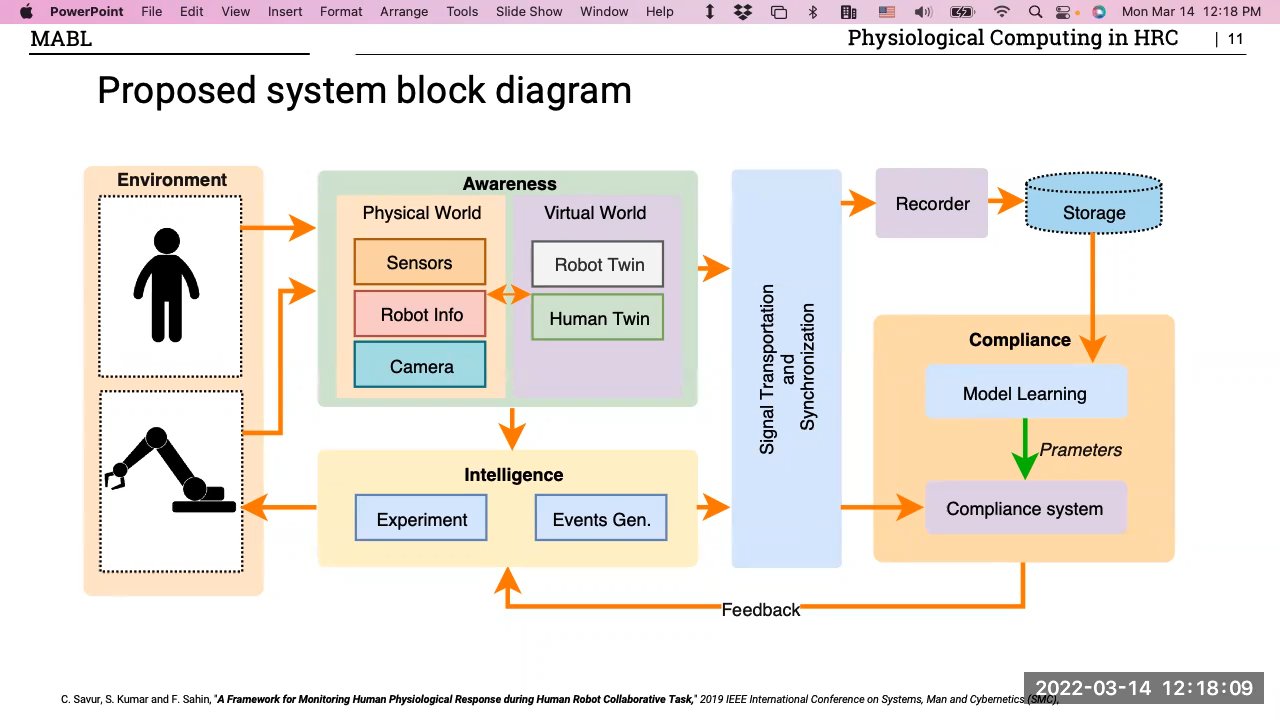 PowerPoint File Edit View Insert Format Arrange Tools Slide Show Window Help Mon Mar 14 12:18 PM
MABL
Physiological Computing in HRC | 11
Proposed system block diagram
Environment
Awareness
Physical World
Virtual World
Sensors
Robot Info
Camera
Robot Twin
Human Twin
Intelligence
Experiment
Events Gen.
Signal Transportation
and
Synchronization
Recorder
Storage
Compliance
Model Learning
Prameters
Compliance system
Feedback
C. Savur, S. Kumar and F. Sahin, "A Framework for Monitoring Human Physiological Response during Human Robot Collaborative Task," 2019 IEEE International Conference on Systems, Man and Cybernetics (SMC),
2022-03-14 12:18:09